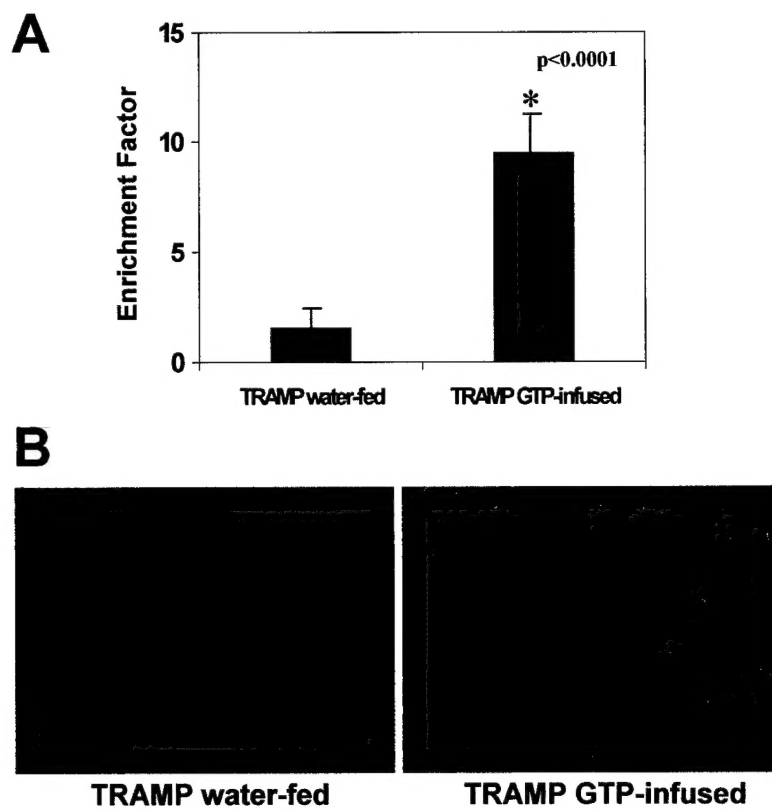 A
15
p<0.0001
*
10
Enrichment Factor
5
0
TRAMP water-fed
TRAMP GTP-infused
B
TRAMP water-fed
TRAMP GTP-infused